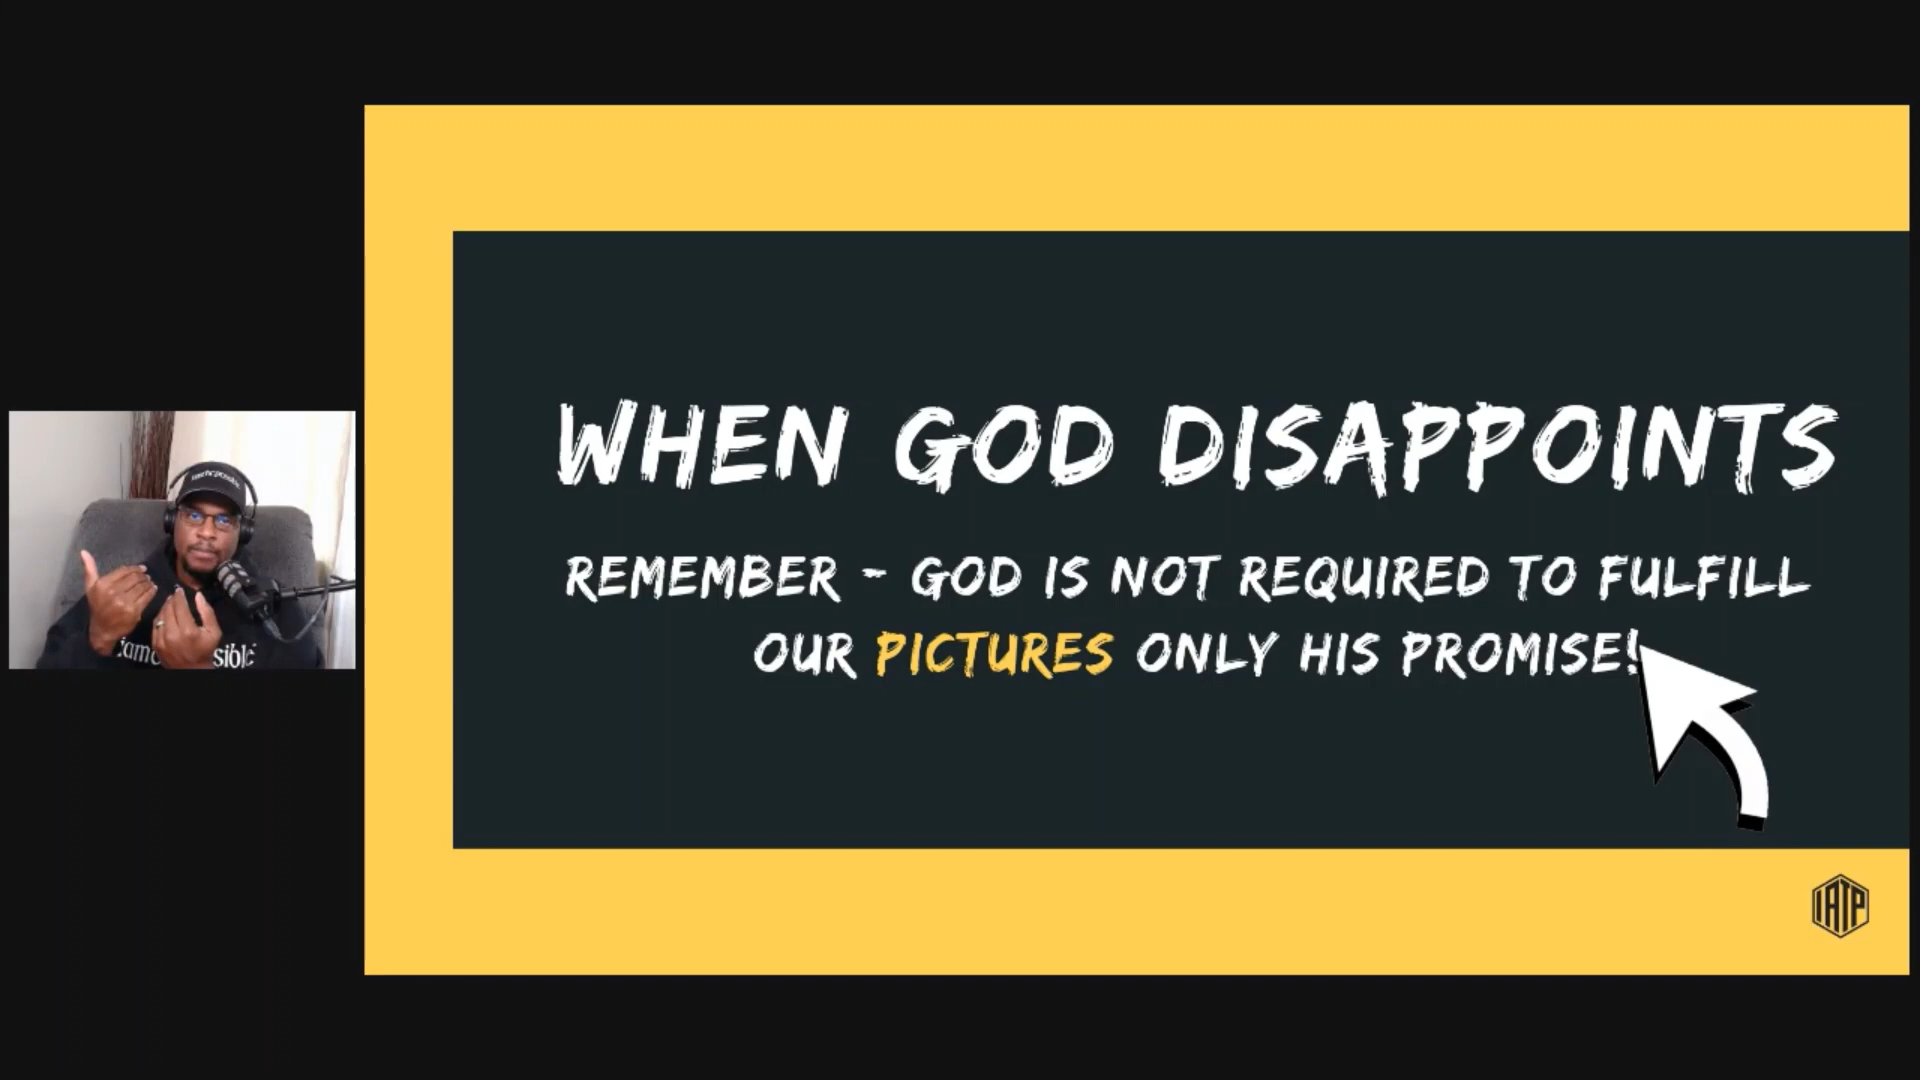 WHEN GOD DISAPPOINTS
REMEMBER - GOD IS NOT REQUIRED TO FULFILL
OUR PICTURES ONLY HIS PROMISE!
IATP